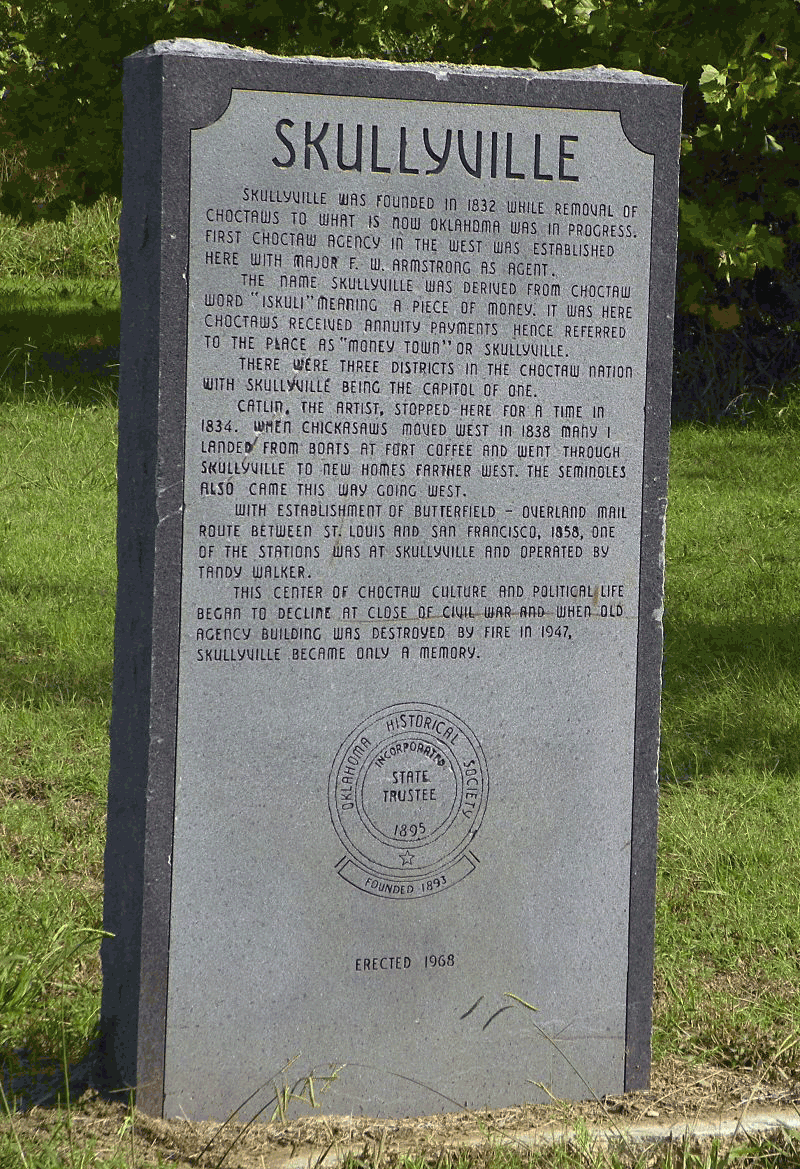 SKULLYVILLE
SKULLYVILLE WAS FOUNDED IN 1832 WHILE REMOVAL OF
CHOCTAWS TO WHAT IS NOW OKLAHOMA WAS IN PROGRESS.
FIRST CHOCTAW AGENCY IN THE WEST WAS ESTABLISHED
HERE WITH MAJOR F. W. ARMSTRONG AS AGENT.
THE NAME SKULLYVILLE WAS DERIVED FROM CHOCTAW
WORD "ISKULI" MEANING A PIECE OF MONEY. IT WAS HERE
CHOCTAWS RECEIVED ANNUITY PAYMENTS HENCE REFERRED
TO THE PLACE AS "MONEY TOWN" OR SKULLYVILLE.
THERE WERE THREE DISTRICTS IN THE CHOCTAW NATION
WITH SKULLYVILLE BEING THE CAPITOL OF ONE.
CATLIN, THE ARTIST, STOPPED HERE FOR A TIME IN
1834. WHEN CHICKASAWS MOVED WEST IN 1838 MANY I
LANDED FROM BOATS AT FORT COFFEE AND WENT THROUGH
SKULLYVILLE TO NEW HOMES FARTHER WEST. THE SEMINOLES
ALSO CAME THIS WAY GOING WEST.
WITH ESTABLISHMENT OF BUTTERFIELD - OVERLAND MAIL
ROUTE BETWEEN ST. LOUIS AND SAN FRANCISCO, 1858, ONE
OF THE STATIONS WAS AT SKULLYVILLE AND OPERATED BY
TANDY WALKER.
THIS CENTER OF CHOCTAW CULTURE AND POLITICAL LIFE
BEGAN TO DECLINE AT CLOSE OF CIVIL WAR AND WHEN OLD
AGENCY BUILDING WAS DESTROYED BY FIRE IN 1947,
SKULLYVILLE BECAME ONLY A MEMORY.
OKLAHOMA HISTORICAL SOCIETY
INCORPORATED
STATE
TRUSTEE
1895
FOUNDED 1893
ERECTED 1968